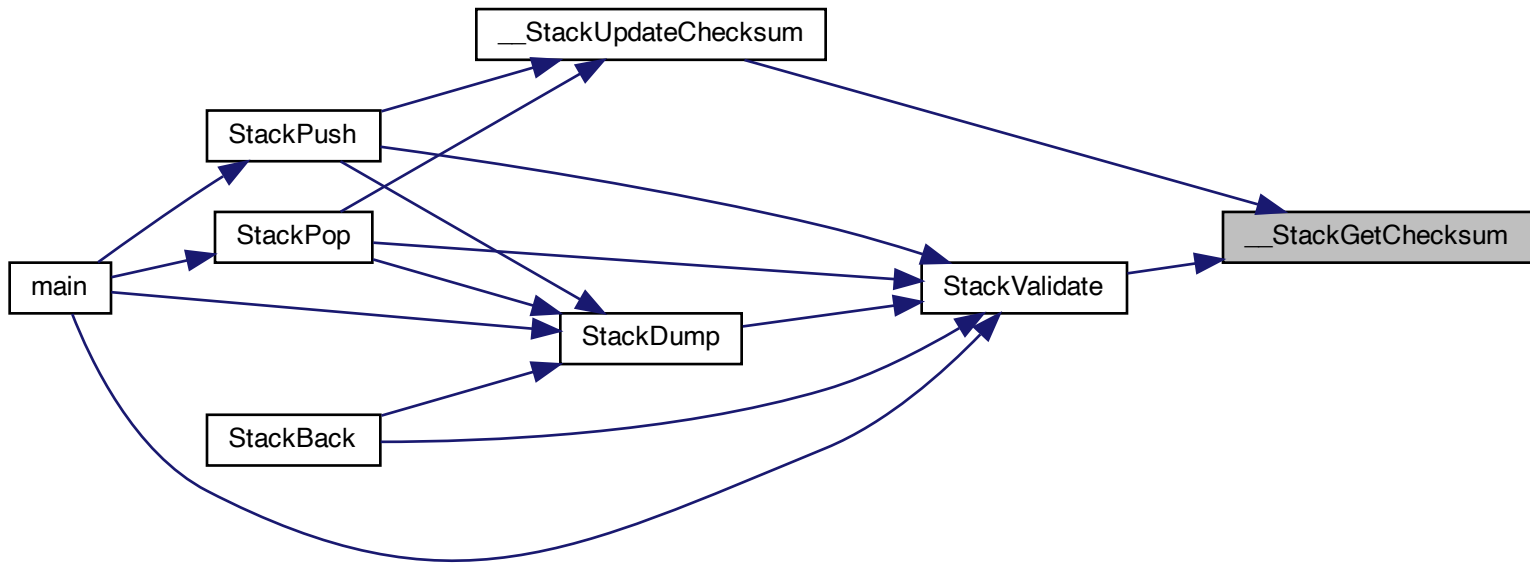 __StackUpdateChecksum
StackPush
StackPop
__StackGetChecksum
main
StackValidate
StackDump
StackBack